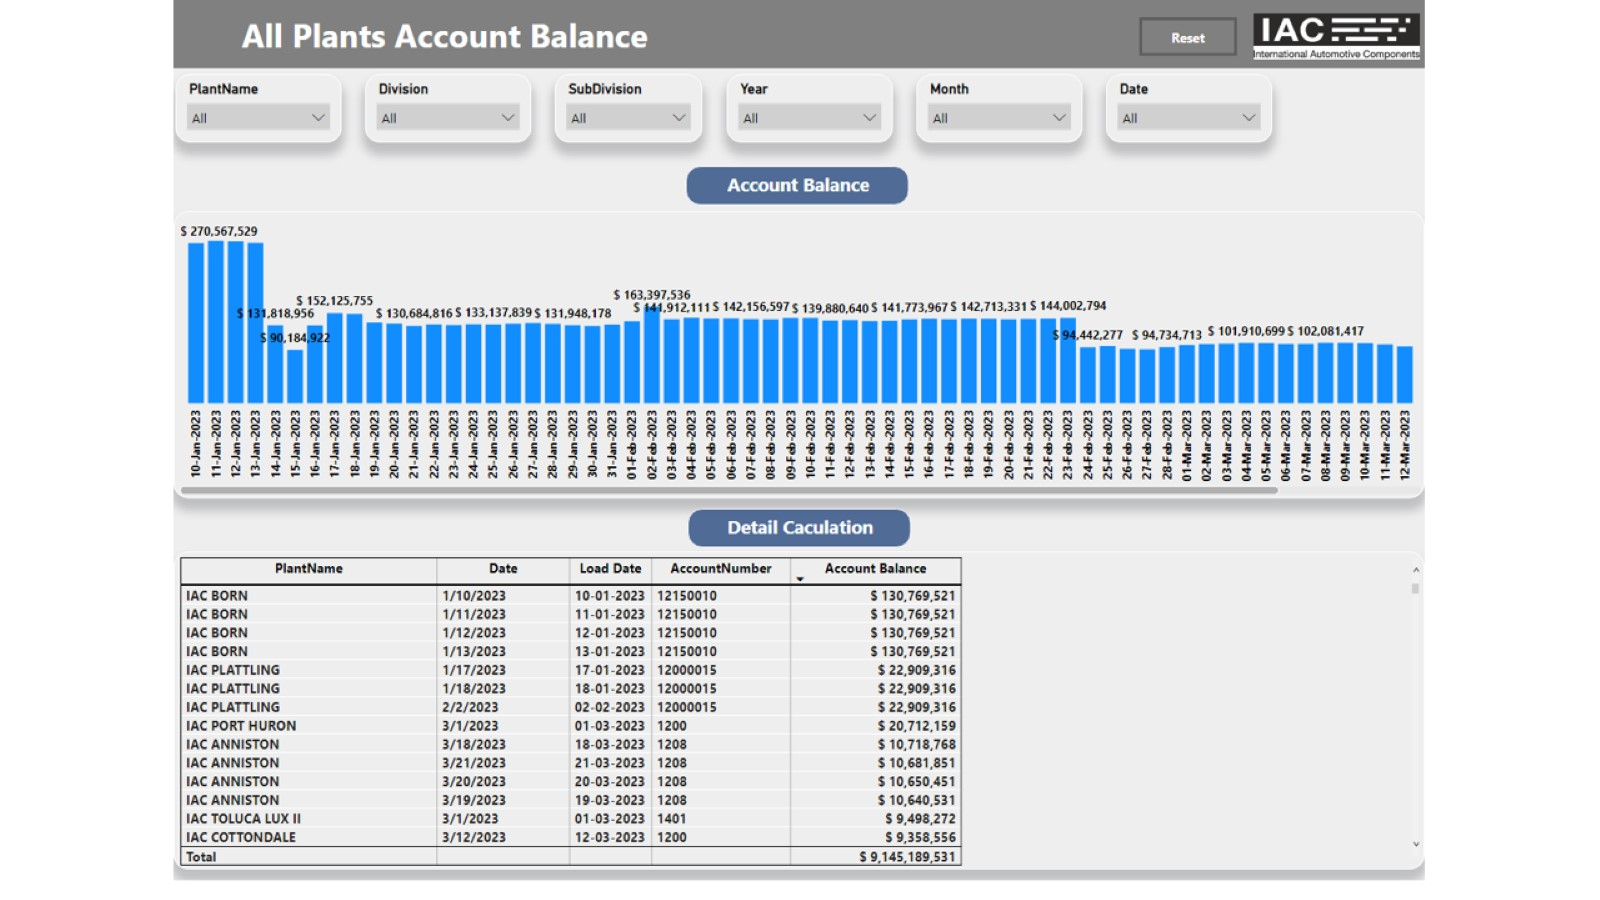 All Plants Account Balance
Reset
IAC
International Automotive Components
PlantName Division SubDivision Year Month Date
All All All All All All
Account Balance
$ 270,567,529
$ 163,397,536
$ 152,125,755
$ 131,818,956 $ 130,684,816 $ 133,137,839 $ 131,948,178 $ 141,912,111 $ 142,156,597 $ 139,880,640 $ 141,773,967 $ 142,713,331 $ 144,002,794
$ 90,184,922 $ 94,442,277 $ 94,734,713 $ 101,910,699 $ 102,081,417
10-Jan-2023
11-Jan-2023
12-Jan-2023
13-Jan-2023
14-Jan-2023
15-Jan-2023
16-Jan-2023
17-Jan-2023
18-Jan-2023
19-Jan-2023
20-Jan-2023
21-Jan-2023
22-Jan-2023
23-Jan-2023
24-Jan-2023
25-Jan-2023
26-Jan-2023
27-Jan-2023
28-Jan-2023
29-Jan-2023
30-Jan-2023
31-Jan-2023
01-Feb-2023
02-Feb-2023
03-Feb-2023
04-Feb-2023
05-Feb-2023
06-Feb-2023
07-Feb-2023
08-Feb-2023
09-Feb-2023
10-Feb-2023
11-Feb-2023
12-Feb-2023
13-Feb-2023
14-Feb-2023
15-Feb-2023
16-Feb-2023
17-Feb-2023
18-Feb-2023
19-Feb-2023
20-Feb-2023
21-Feb-2023
22-Feb-2023
23-Feb-2023
24-Feb-2023
25-Feb-2023
26-Feb-2023
27-Feb-2023
28-Feb-2023
01-Mar-2023
02-Mar-2023
03-Mar-2023
04-Mar-2023
05-Mar-2023
06-Mar-2023
07-Mar-2023
08-Mar-2023
09-Mar-2023
10-Mar-2023
11-Mar-2023
12-Mar-2023
Detail Caculation
PlantName Date Load Date AccountNumber Account Balance
IAC BORN 1/10/2023 10-01-2023 12150010 $ 130,769,521
IAC BORN 1/11/2023 11-01-2023 12150010 $ 130,769,521
IAC BORN 1/12/2023 12-01-2023 12150010 $ 130,769,521
IAC BORN 1/13/2023 13-01-2023 12150010 $ 130,769,521
IAC PLATTLING 1/17/2023 17-01-2023 12000015 $ 22,909,316
IAC PLATTLING 1/18/2023 18-01-2023 12000015 $ 22,909,316
IAC PLATTLING 2/2/2023 02-02-2023 12000015 $ 22,909,316
IAC PORT HURON 3/1/2023 01-03-2023 1200 $ 20,712,159
IAC ANNISTON 3/18/2023 18-03-2023 1208 $ 10,718,768
IAC ANNISTON 3/21/2023 21-03-2023 1208 $ 10,681,851
IAC ANNISTON 3/20/2023 20-03-2023 1208 $ 10,650,451
IAC ANNISTON 3/19/2023 19-03-2023 1208 $ 10,640,531
IAC TOLUCA LUX II 3/1/2023 01-03-2023 1401 $ 9,498,272
IAC COTTONDALE 3/12/2023 12-03-2023 1200 $ 9,358,556
Total $ 9,145,189,531